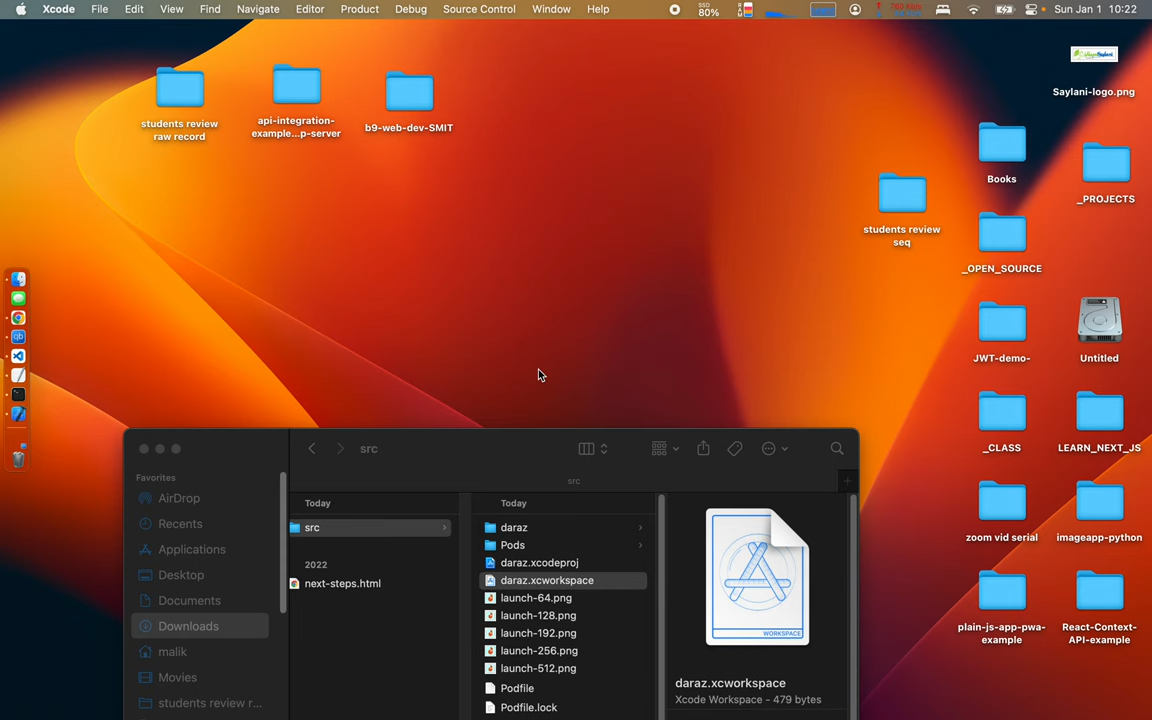 Xcode File Edit View Find Navigate Editor Product Debug Editor Source Control Window Help SSD 80% Sun Jan 1 10:22
Saylani-logo.png
students review
raw record
api-integration-
example...p-server
b9-web-dev-SMIT
Books
_PROJECTS
students review
seq
_OPEN_SOURCE
JWT-demo-
Untitled
_CLASS
LEARN_NEXT_JS
zoom vid serial
imageapp-python
plain-js-app-pwa-
example
React-Context-
API-example
src
src
Favorites
AirDrop
Recents
Applications
Desktop
Documents
Downloads
malik
Movies
students review r...
Today
src
2022
next-steps.html
Today
daraz
Pods
daraz.xcodeproj
daraz.xcworkspace
launch-64.png
launch-128.png
launch-192.png
launch-256.png
launch-512.png
Podfile
Podfile.lock
WORKSPACE
daraz.xcworkspace
Xcode Workspace - 479 bytes